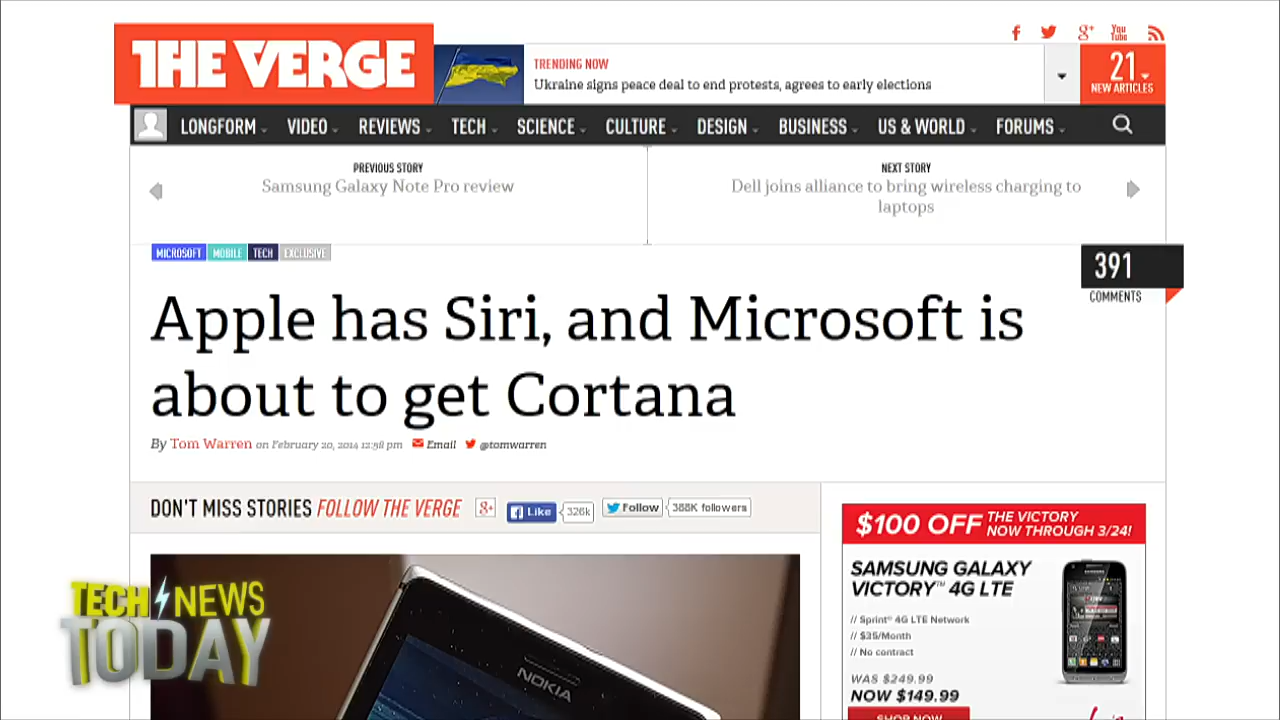 THE VERGE
TRENDING NOW
Ukraine signs peace deal to end protests, agrees to early elections
21
NEW ARTICLES
LONGFORM
VIDEO
REVIEWS
TECH
SCIENCE
CULTURE
DESIGN
BUSINESS
US & WORLD
FORUMS
PREVIOUS STORY
Samsung Galaxy Note Pro review
NEXT STORY
Dell joins alliance to bring wireless charging to
laptops
MICROSOFT MOBILE TECH EXCLUSIVE
391
COMMENTS
Apple has Siri, and Microsoft is
about to get Cortana
By Tom Warren on February 20, 2014 12:58 pm Email @tomwarren
DON'T MISS STORIES FOLLOW THE VERGE
Like 326k
Follow 388K followers
$100 OFF THE VICTORY
NOW THROUGH 3/24!
SAMSUNG GALAXY
VICTORY™ 4G LTE
// Sprint® 4G LTE Network
// $35/Month
// No contract
WAS $249.99
NOW $149.99
SHOP NOW
NOKIA
TECH NEWS
TODAY